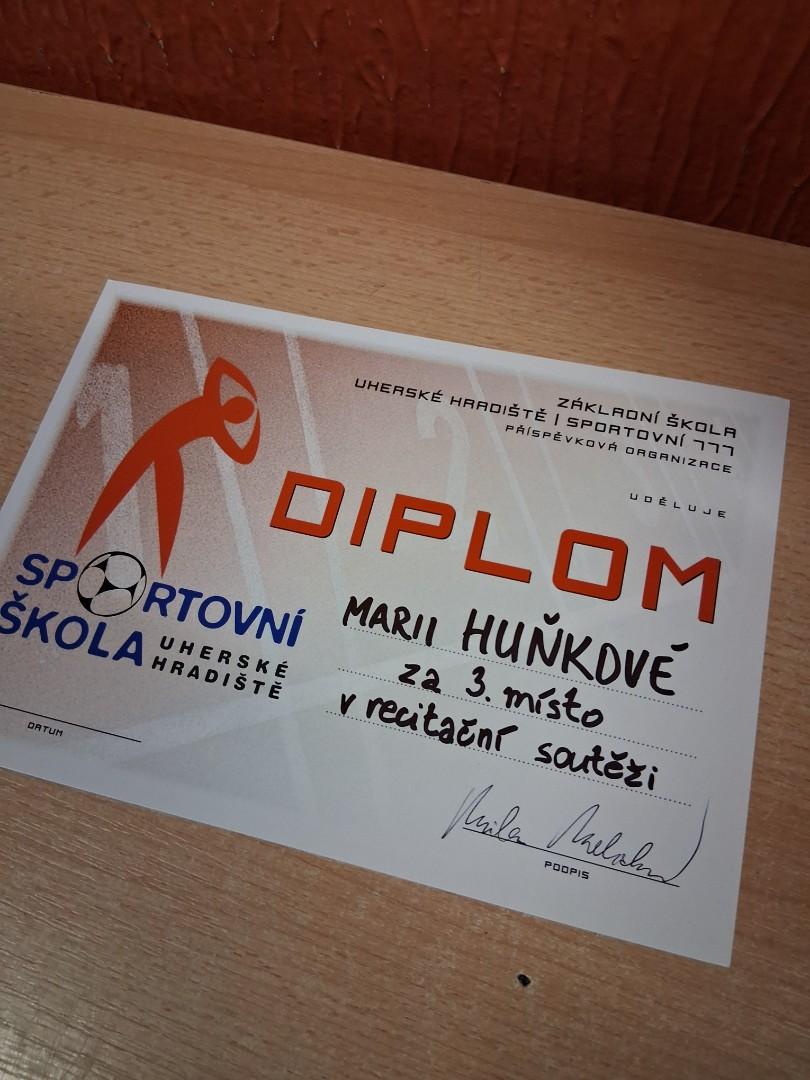 ZÁKLADNÍ ŠKOLA
UHERSKÉ HRADIŠTĚ | SPORTOVNÍ 777
PŘÍSPĚVKOVÁ ORGANIZACE
UDĚLUJE
DIPLOM
SPORTOVNÍ
ŠKOLA UHERSKÉ
HRADIŠTĚ
MARII HUŇKOVÉ
za 3. místo
v recitační soutěži
DATUM
PODPIS